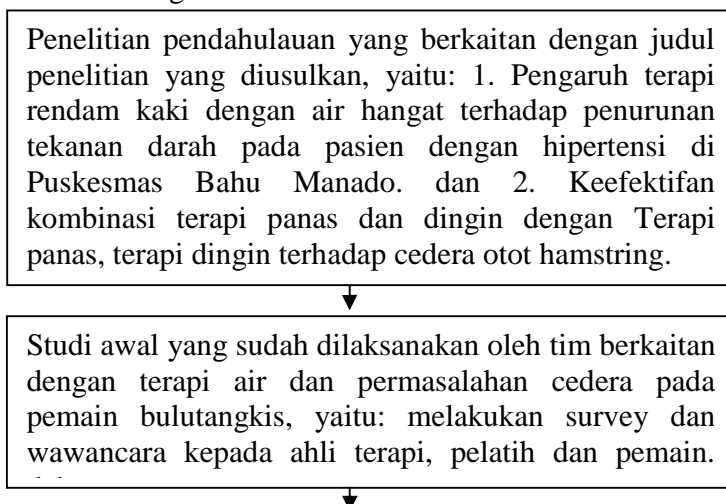 Penelitian pendahulauan yang berkaitan dengan judul
penelitian yang diusulkan, yaitu: 1. Pengaruh terapi
rendam kaki dengan air hangat terhadap penurunan
tekanan darah pada pasien dengan hipertensi di
Puskesmas Bahu Manado. dan 2. Keefektifan
kombinasi terapi panas dan dingin dengan Terapi
panas, terapi dingin terhadap cedera otot hamstring.
Studi awal yang sudah dilaksanakan oleh tim berkaitan
dengan terapi air dan permasalahan cedera pada
pemain bulutangkis, yaitu: melakukan survey dan
wawancara kepada ahli terapi, pelatih dan pemain.